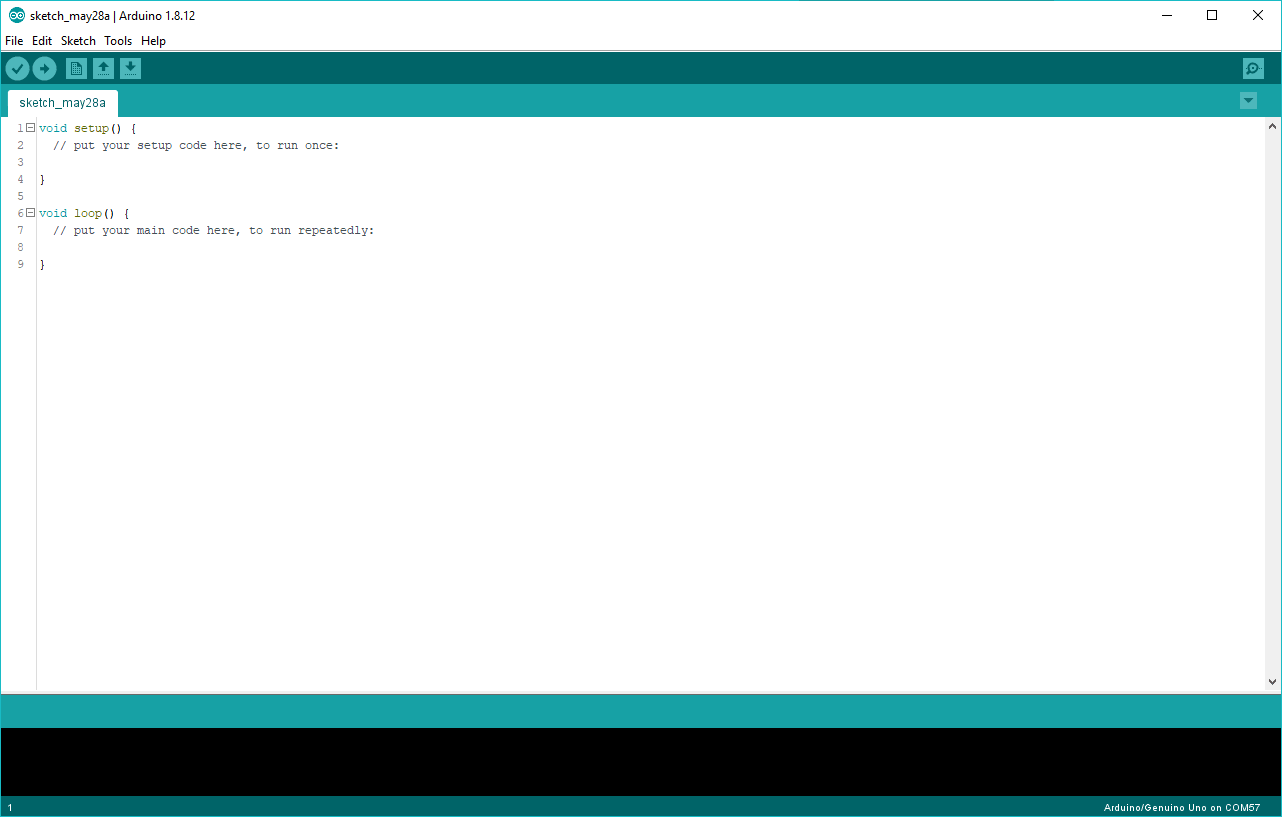 sketch_may28a | Arduino 1.8.12
File Edit Sketch Tools Help
sketch_may28a
1 void setup() {
2   // put your setup code here, to run once:
3
4 }
5
6 void loop() {
7   // put your main code here, to run repeatedly:
8
9 }
1 Arduino/Genuino Uno on COM57